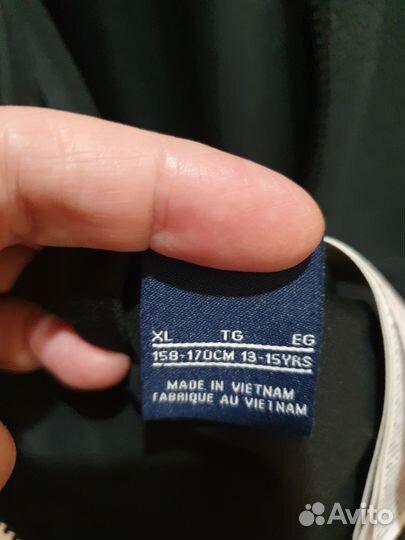 XL TG EG
158-170CM 13-15YRS
MADE IN VIETNAM
FABRIQUE AU VIETNAM
Avito